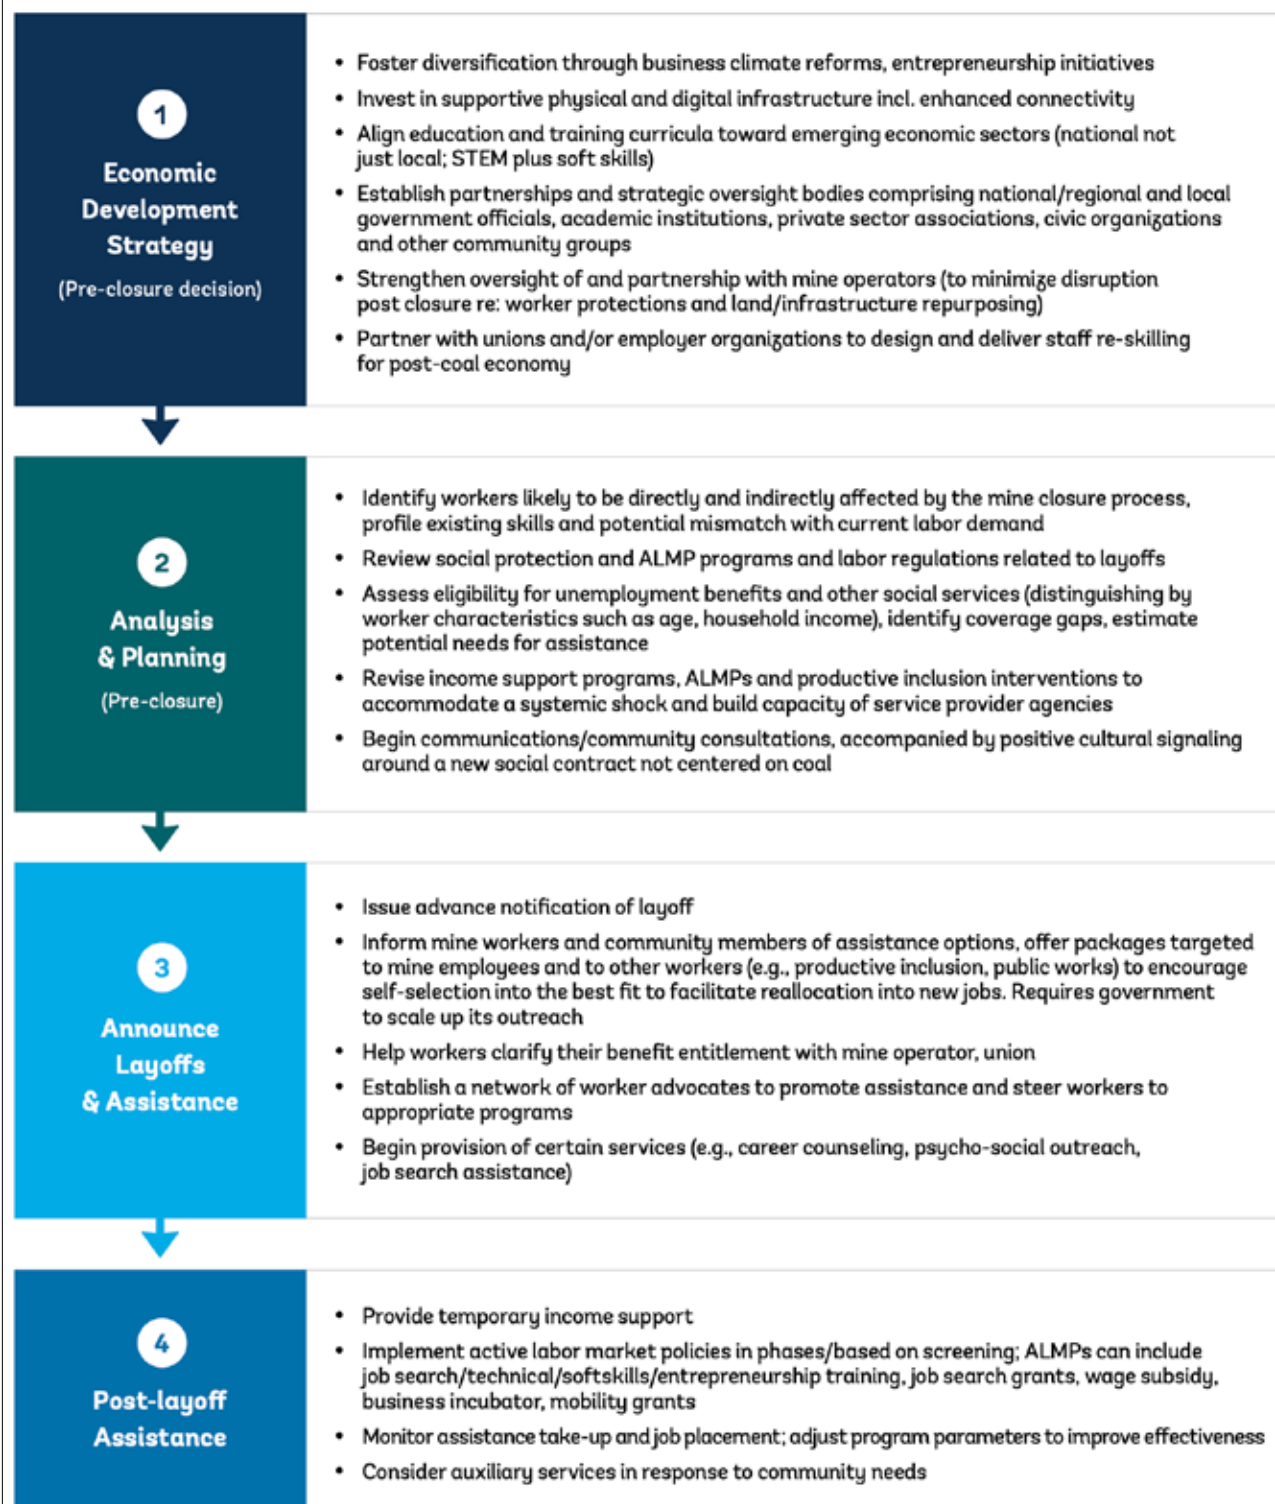 1
Economic
Development
Strategy
(Pre-closure decision)
• Foster diversification through business climate reforms, entrepreneurship initiatives
• Invest in supportive physical and digital infrastructure incl. enhanced connectivity
• Align education and training curricula toward emerging economic sectors (national not
just local; STEM plus soft skills)
• Establish partnerships and strategic oversight bodies comprising national/regional and local
government officials, academic institutions, private sector associations, civic organizations
and other community groups
• Strengthen oversight of and partnership with mine operators (to minimize disruption
post closure re: worker protections and land/infrastructure repurposing)
• Partner with unions and/or employer organizations to design and deliver staff re-skilling
for post-coal economy
2
Analysis
& Planning
(Pre-closure)
• Identify workers likely to be directly and indirectly affected by the mine closure process,
profile existing skills and potential mismatch with current labor demand
• Review social protection and ALMP programs and labor regulations related to layoffs
• Assess eligibility for unemployment benefits and other social services (distinguishing by
worker characteristics such as age, household income), identify coverage gaps, estimate
potential needs for assistance
• Revise income support programs, ALMPs and productive inclusion interventions to
accommodate a systemic shock and build capacity of service provider agencies
• Begin communications/community consultations, accompanied by positive cultural signaling
around a new social contract not centered on coal
3
Announce
Layoffs
& Assistance
• Issue advance notification of layoff
• Inform mine workers and community members of assistance options, offer packages targeted
to mine employees and to other workers (e.g., productive inclusion, public works) to encourage
self-selection into the best fit to facilitate reallocation into new jobs. Requires government
to scale up its outreach
• Help workers clarify their benefit entitlement with mine operator, union
• Establish a network of worker advocates to promote assistance and steer workers to
appropriate programs
• Begin provision of certain services (e.g., career counseling, psycho-social outreach,
job search assistance)
4
Post-layoff
Assistance
• Provide temporary income support
• Implement active labor market policies in phases/based on screening; ALMPs can include
job search/technical/softskills/entrepreneurship training, job search grants, wage subsidy,
business incubator, mobility grants
• Monitor assistance take-up and job placement; adjust program parameters to improve effectiveness
• Consider auxiliary services in response to community needs